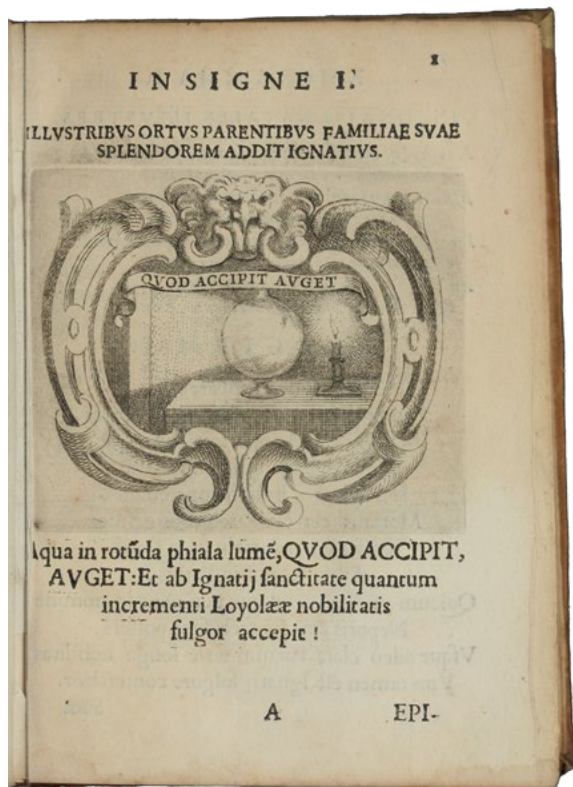 1
INSIGNE I.
ILLVSTRIBVS ORTVS PARENTIBVS FAMILIAE SVAE
SPLENDOREM ADDIT IGNATIVS.
QVOD ACCIPIT AVGET
Aqua in rotũda phiala lumẽ, QVOD ACCIPIT,
AVGET: Et ab Ignatij sanctitate quantum
incrementi Loyolææ nobilitatis
fulgor accepit !
A EPI-